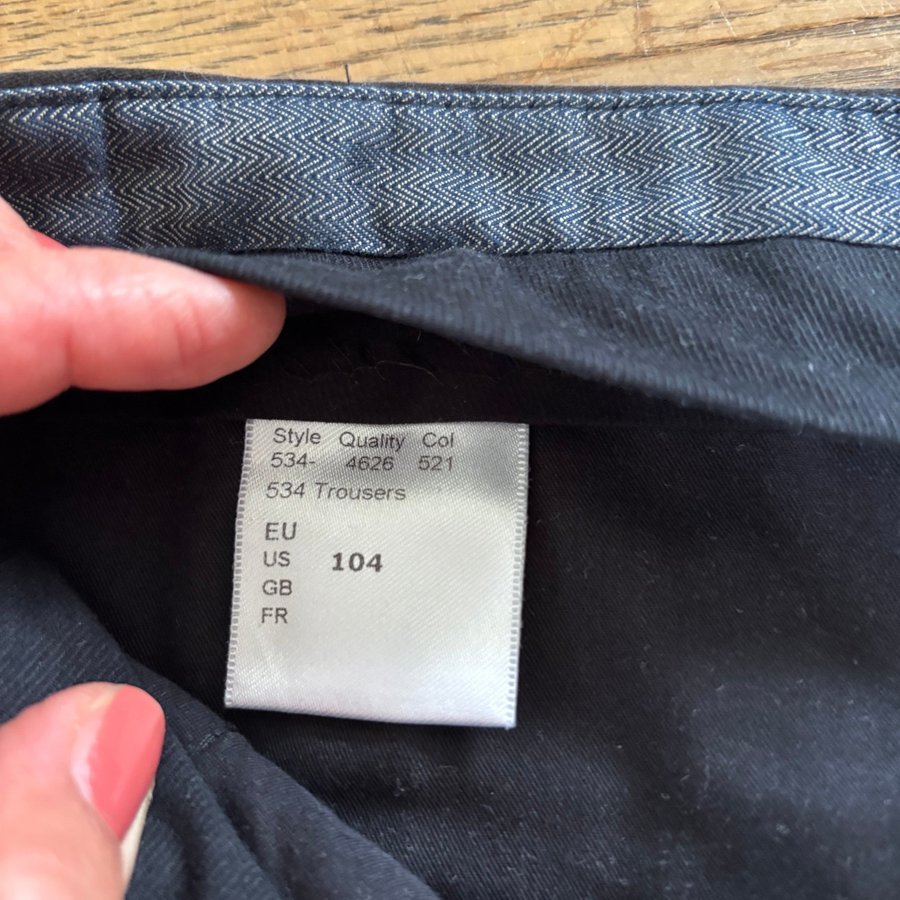 Style Quality Col
534- 4626 521
534 Trousers
EU
US 104
GB
FR